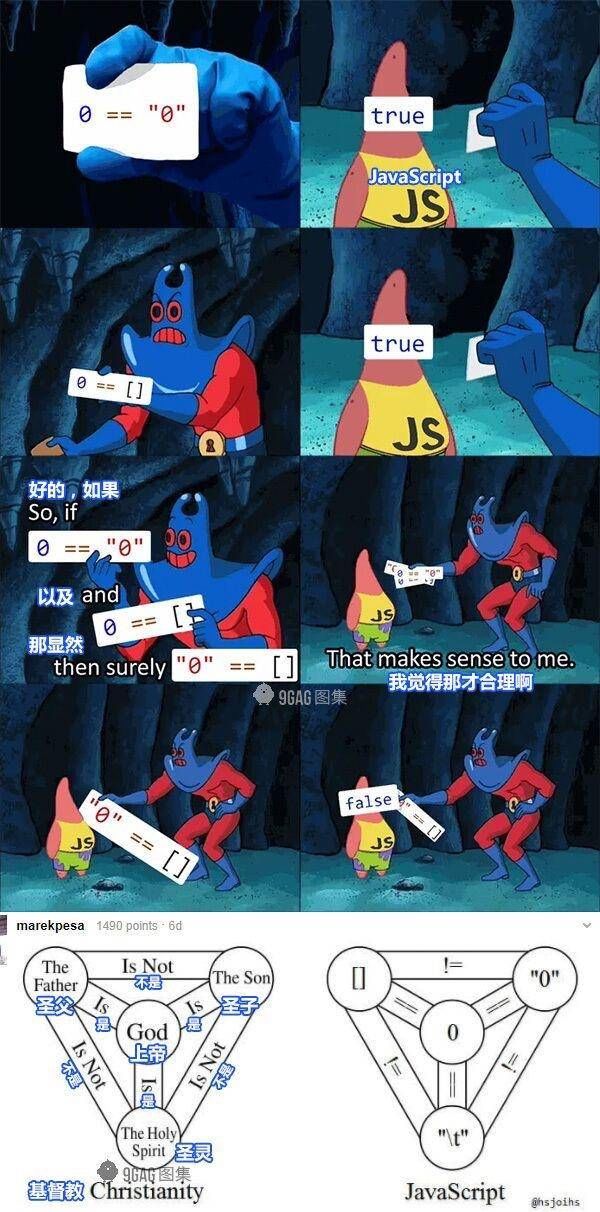 0 == "0"
true
JavaScript
JS
0 == []
true
JS
好的，如果
So, if
0 == "0"
以及 and
0 == []
那显然
then surely "0" == []
"0"
JS
That makes sense to me.
我觉得那才合理啊
9GAG 图集
JS
"0" == []
false
JS
" == []
marekpesa 1490 points · 6d
The Father
圣父
Is Not
不是
The Son
圣子
Is
是
Is
是
God
上帝
Is Not
不是
Is
是
Is Not
不是
The Holy
Spirit
圣灵
9GAG 图集
基督教 Christianity
[]
!=
"0"
==
==
0
!=
==
!=
"\t"
JavaScript
@hsjoihs